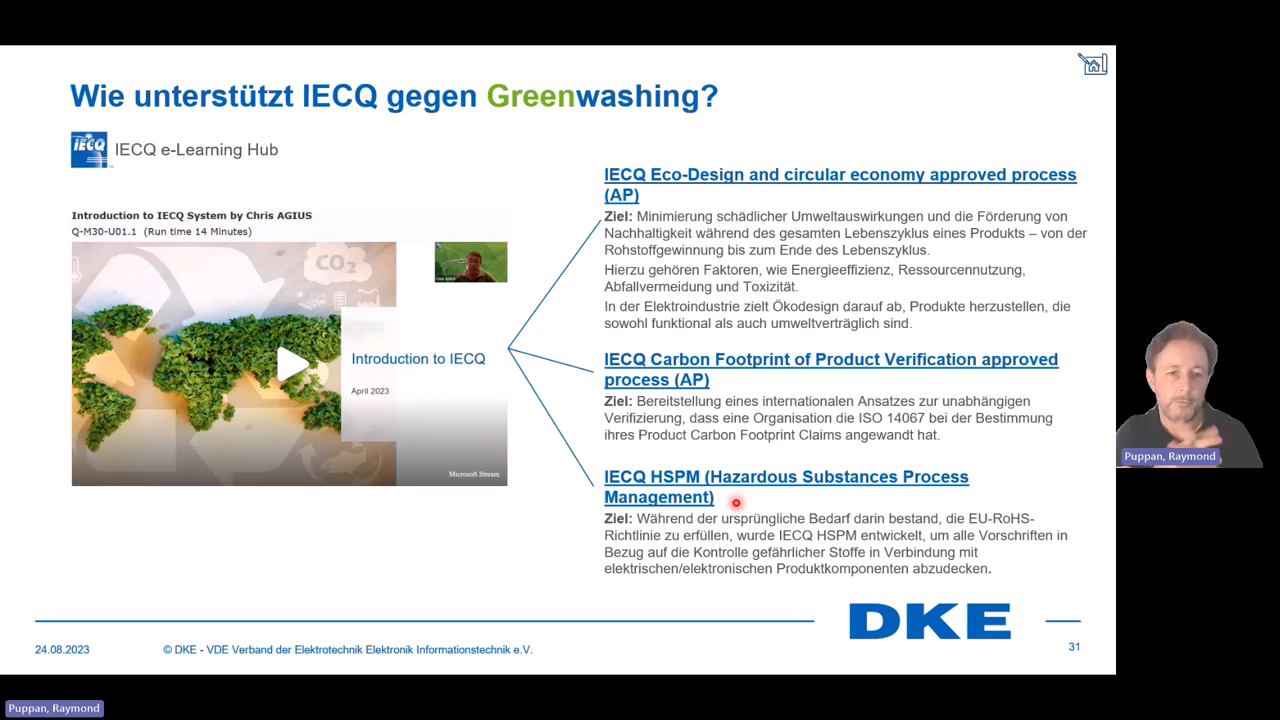 Wie unterstützt IECQ gegen Greenwashing?
IECQ
IECQ e-Learning Hub
Introduction to IECQ System by Chris AGIUS
Q-M30-U01.1 (Run time 14 Minutes)
CO2
Introduction to IECQ
April 2023
Microsoft Stream
IECQ Eco-Design and circular economy approved process
(AP)
Ziel: Minimierung schädlicher Umweltauswirkungen und die Förderung von
Nachhaltigkeit während des gesamten Lebenszyklus eines Produkts – von der
Rohstoffgewinnung bis zum Ende des Lebenszyklus.
Hierzu gehören Faktoren, wie Energieeffizienz, Ressourcennutzung,
Abfallvermeidung und Toxizität.
In der Elektroindustrie zielt Ökodesign darauf ab, Produkte herzustellen, die
sowohl funktional als auch umweltverträglich sind.
IECQ Carbon Footprint of Product Verification approved
process (AP)
Ziel: Bereitstellung eines internationalen Ansatzes zur unabhängigen
Verifizierung, dass eine Organisation die ISO 14067 bei der Bestimmung
ihres Product Carbon Footprint Claims angewandt hat.
IECQ HSPM (Hazardous Substances Process
Management)
Ziel: Während der ursprüngliche Bedarf darin bestand, die EU-RoHS-
Richtlinie zu erfüllen, wurde IECQ HSPM entwickelt, um alle Vorschriften in
Bezug auf die Kontrolle gefährlicher Stoffe in Verbindung mit
elektrischen/elektronischen Produktkomponenten abzudecken.
DKE
24.08.2023
© DKE - VDE Verband der Elektrotechnik Elektronik Informationstechnik e.V.
31
Puppan, Raymond
Puppan, Raymond